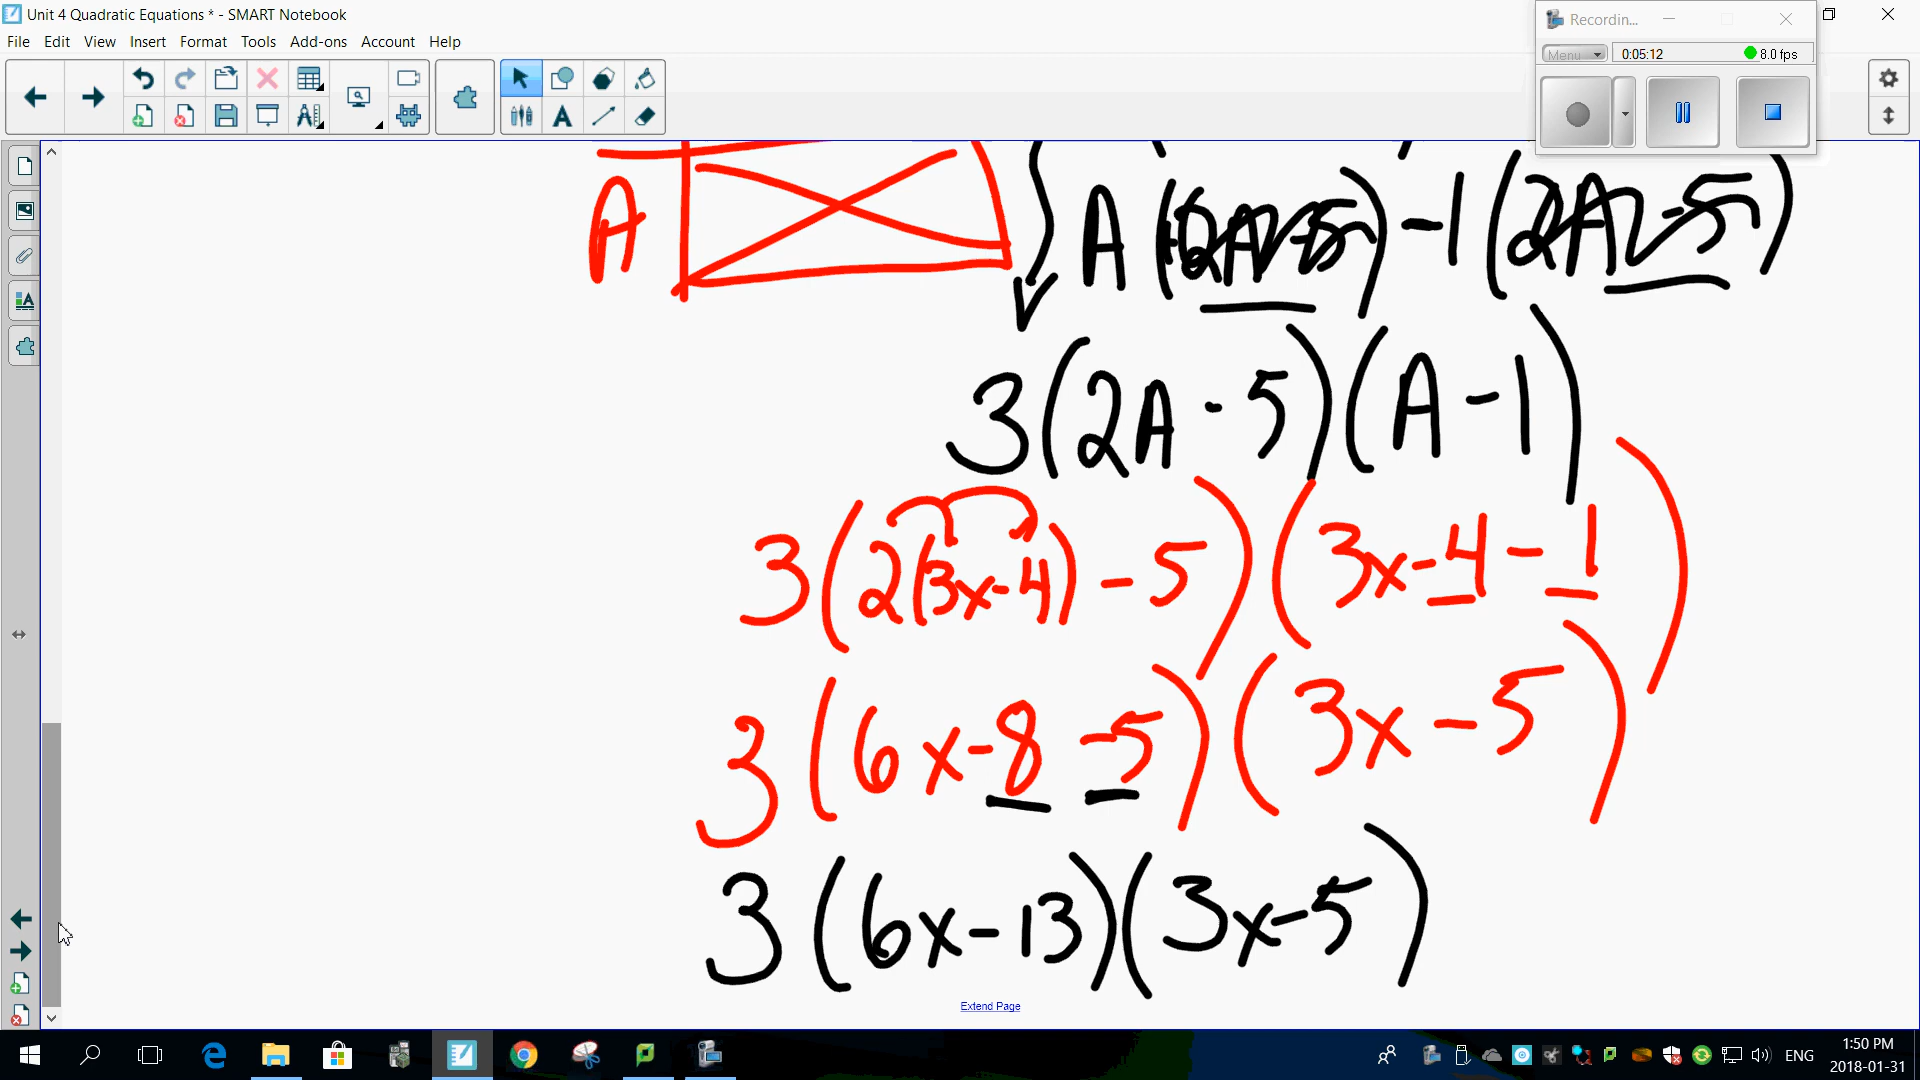 Unit 4 Quadratic Equations * - SMART Notebook
File Edit View Insert Format Tools Add-ons Account Help
Recordin...
Menu 0:05:12 8.0 fps
A
A (2A-5) -1 (2A-5)
3(2A-5)(A-1)
3(2(3x-4)-5)(3x-4-1)
3(6x-8-5)(3x-5)
3(6x-13)(3x-5)
Extend Page
ENG
1:50 PM
2018-01-31